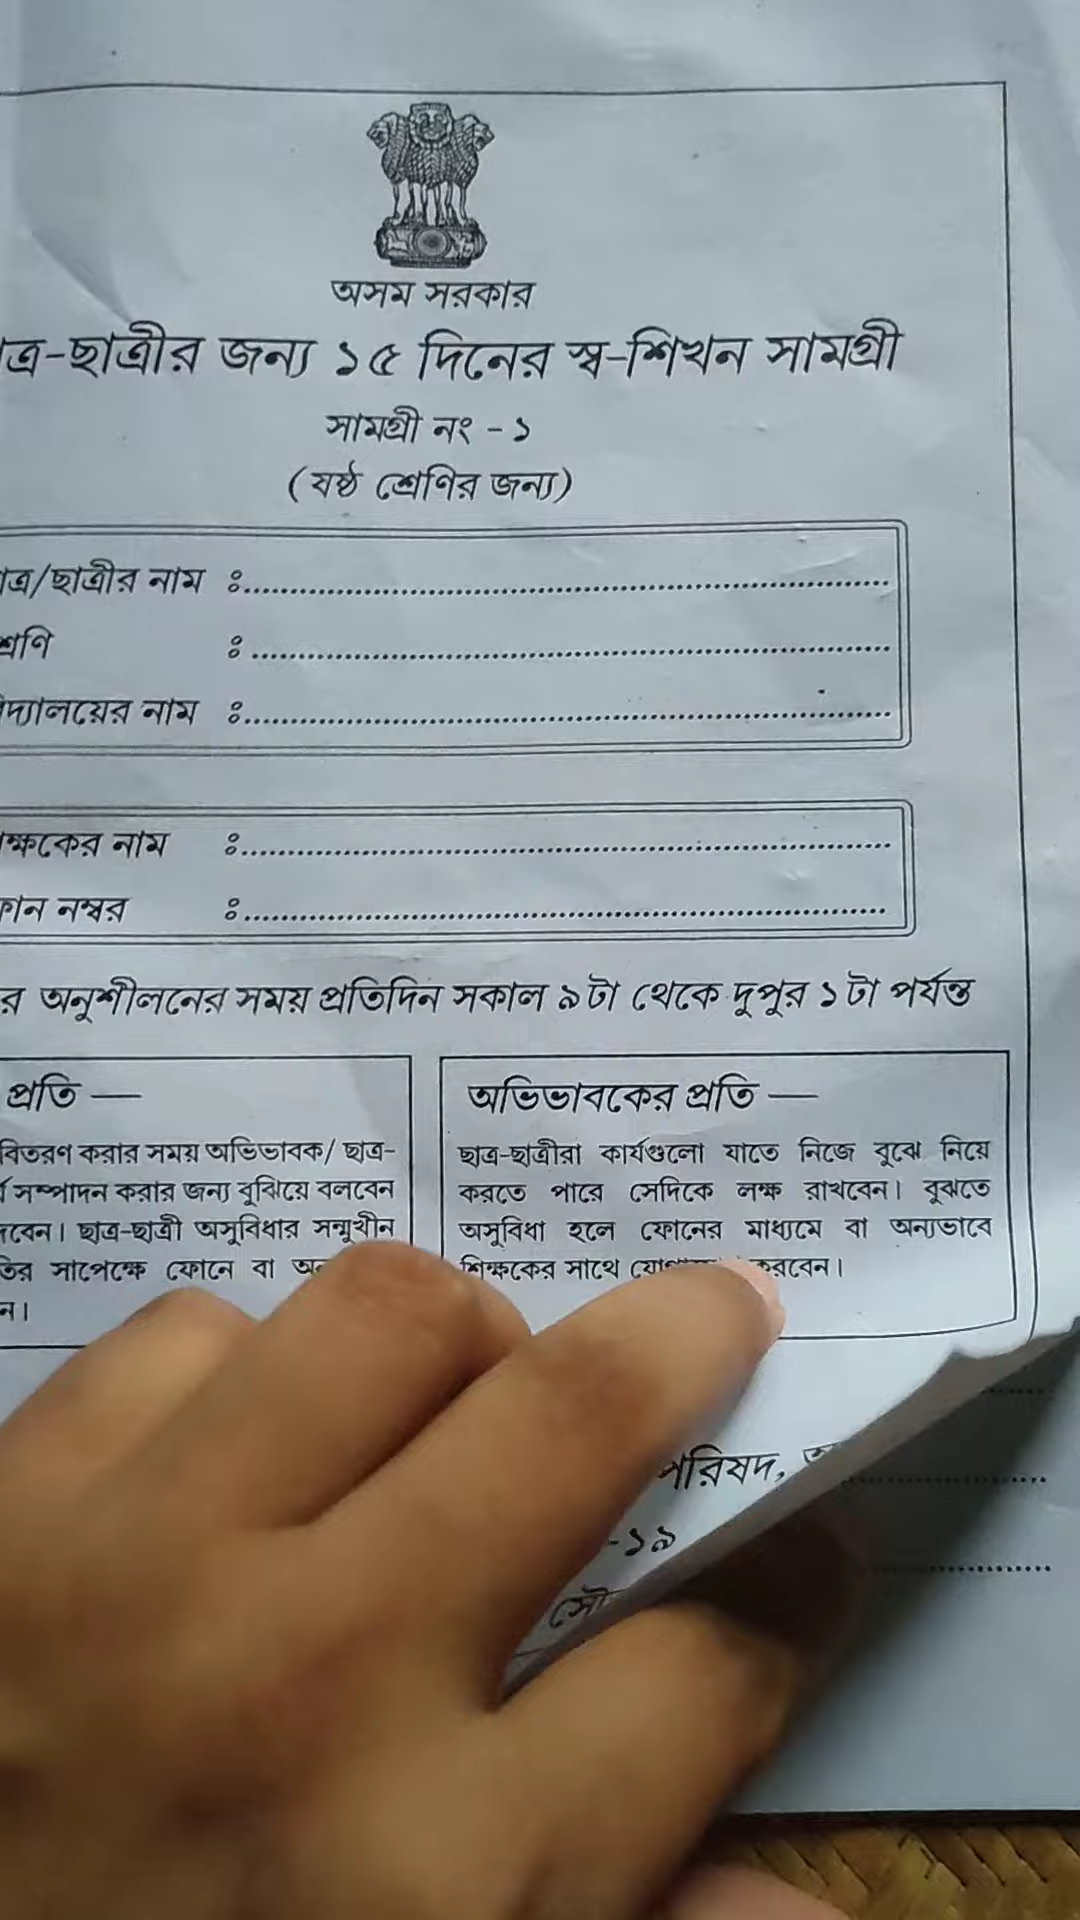 অসম সরকার
ত্র-ছাত্রীর জন্য ১৫ দিনের স্ব-শিখন সামগ্রী
সামগ্রী নং - ১
(ষষ্ঠ শ্রেণির জন্য)
ত্র/ছাত্রীর নাম ঃ
শ্রেণি ঃ
দ্যালয়ের নাম ঃ
ক্ষকের নাম ঃ
ফোন নম্বর ঃ
র অনুশীলনের সময় প্রতিদিন সকাল ৯টা থেকে দুপুর ১টা পর্যন্ত
প্রতি —
বিতরণ করার সময় অভিভাবক/ ছাত্র-
সম্পাদন করার জন্য বুঝিয়ে বলবেন
ছাত্র-ছাত্রী অসুবিধার সন্মুখীন
সাপেক্ষে ফোনে বা
ন।
অভিভাবকের প্রতি —
ছাত্র-ছাত্রীরা কার্যগুলো যাতে নিজে বুঝে নিয়ে
করতে পারে সেদিকে লক্ষ রাখবেন। বুঝতে
অসুবিধা হলে ফোনের মাধ্যমে বা অন্যভাবে
শিক্ষকের সাথে করবেন।
পরিষদ,
-১৯